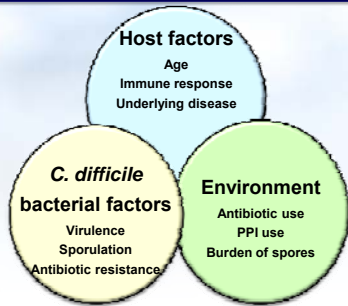 Host factors
Age
Immune response
Underlying disease
C. difficile
bacterial factors
Virulence
Sporulation
Antibiotic resistance
Environment
Antibiotic use
PPI use
Burden of spores